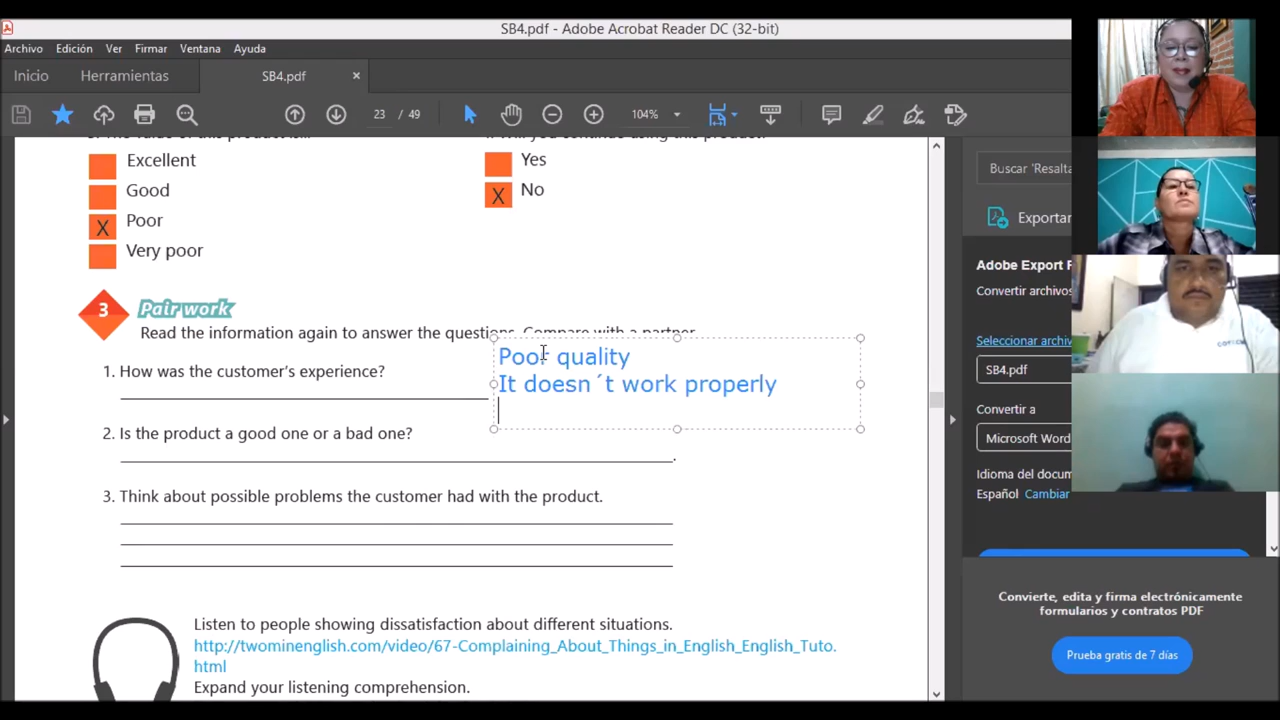 SB4.pdf - Adobe Acrobat Reader DC (32-bit)
Archivo Edición Ver Firmar Ventana Ayuda
Inicio Herramientas SB4.pdf ×
23 / 49 104%
Excellent
Good
X Poor
Very poor
Yes
X No
3 Pair work
Read the information again to answer the questions. Compare with a partner
Poor quality
It doesn´t work properly
1. How was the customer's experience?
2. Is the product a good one or a bad one?
3. Think about possible problems the customer had with the product.
Listen to people showing dissatisfaction about different situations.
http://twominenglish.com/video/67-Complaining_About_Things_in_English_English_Tuto.
html
Expand your listening comprehension.
Buscar 'Resalta
Exportar
Adobe Export P
Convertir archivos
Seleccionar archiv
SB4.pdf
Convertir a
Microsoft Word
Idioma del docum
Español Cambiar
Convierte, edita y firma electrónicamente
formularios y contratos PDF
Prueba gratis de 7 días